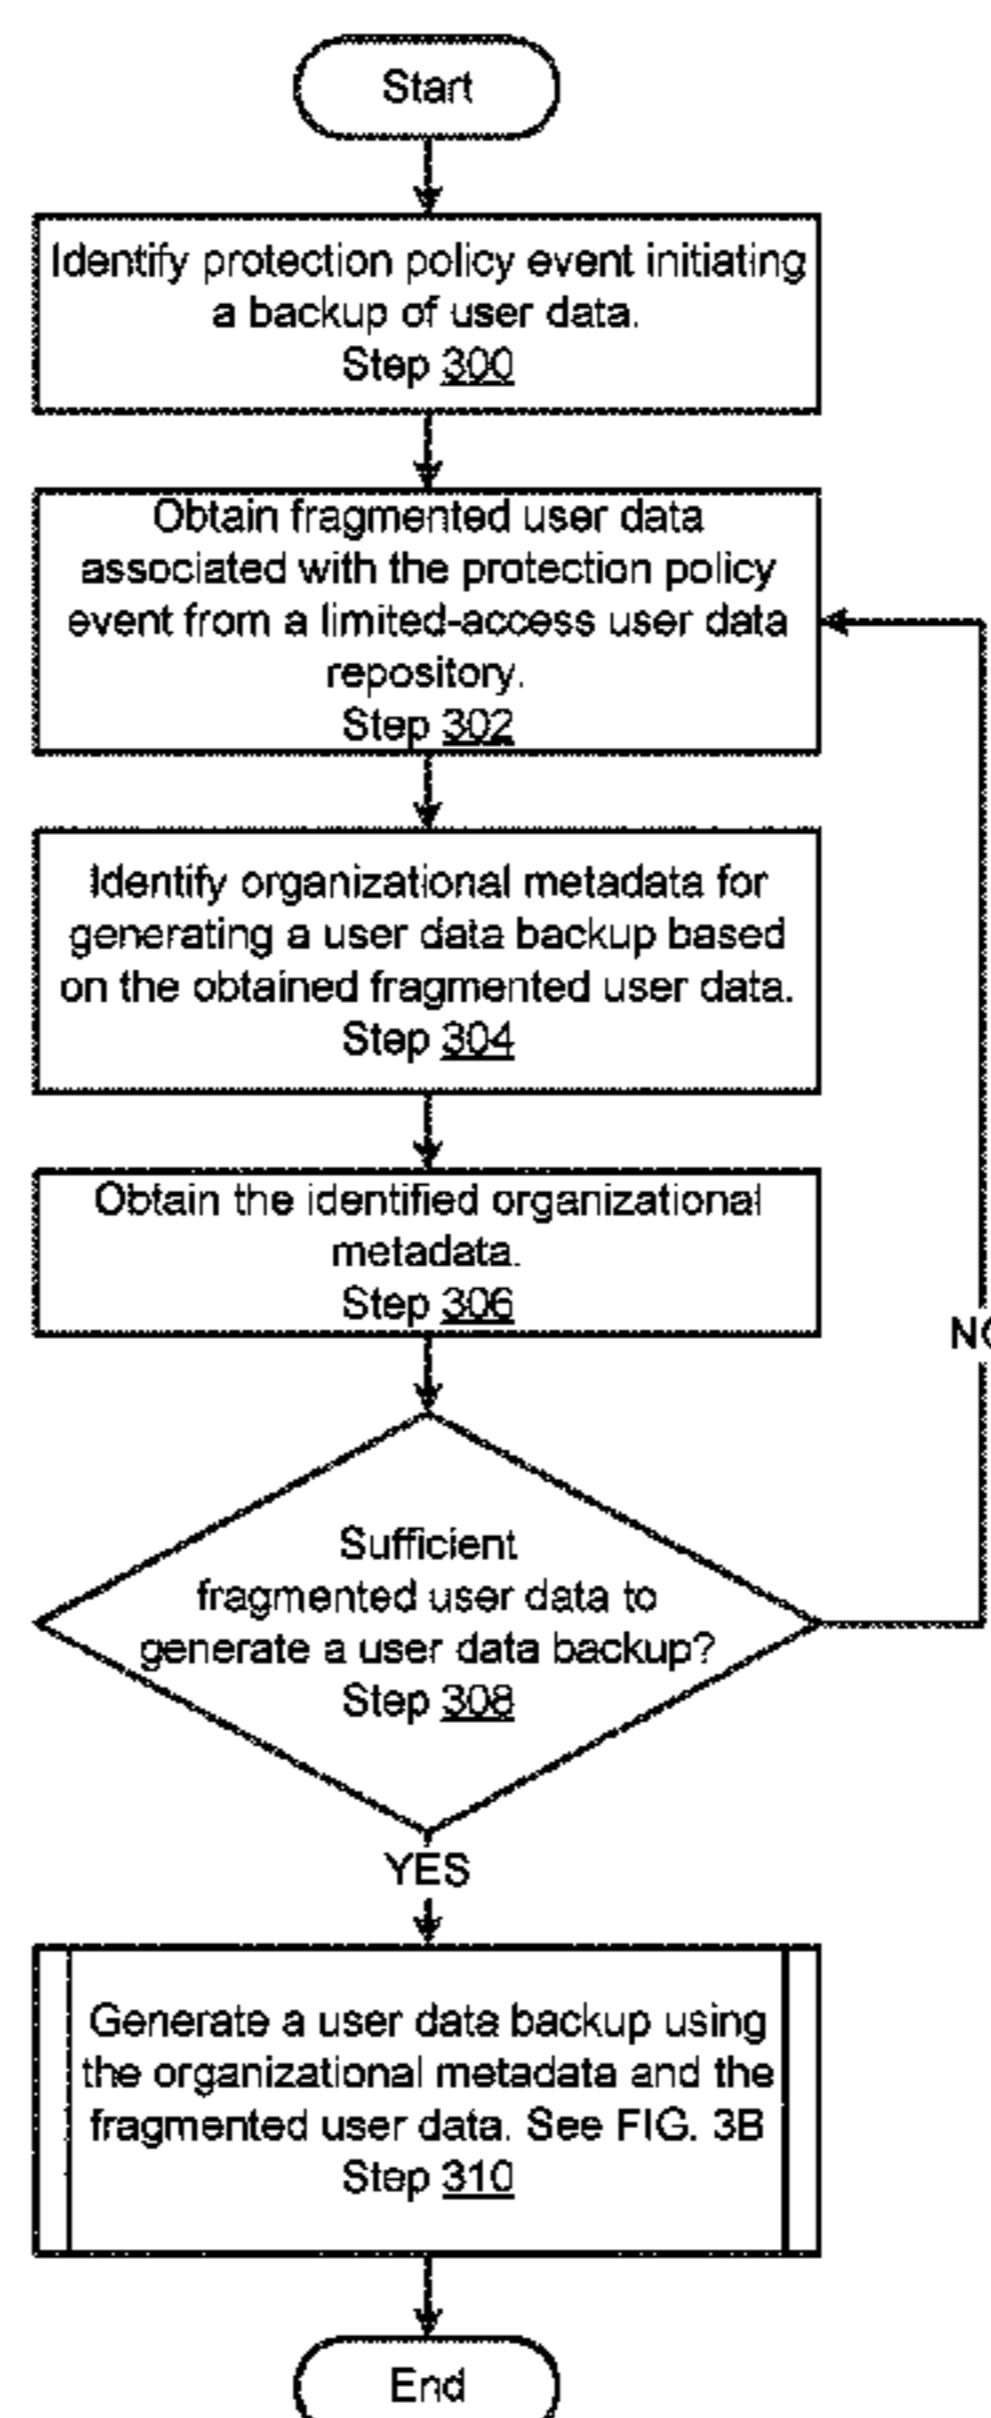 Start
Identify protection policy event initiating
a backup of user data.
Step 300
Obtain fragmented user data
associated with the protection policy
event from a limited-access user data
repository.
Step 302
Identify organizational metadata for
generating a user data backup based
on the obtained fragmented user data.
Step 304
Obtain the identified organizational
metadata.
Step 306
NO
Sufficient
fragmented user data to
generate a user data backup?
Step 308
YES
Generate a user data backup using
the organizational metadata and the
fragmented user data. See FIG. 3B
Step 310
End